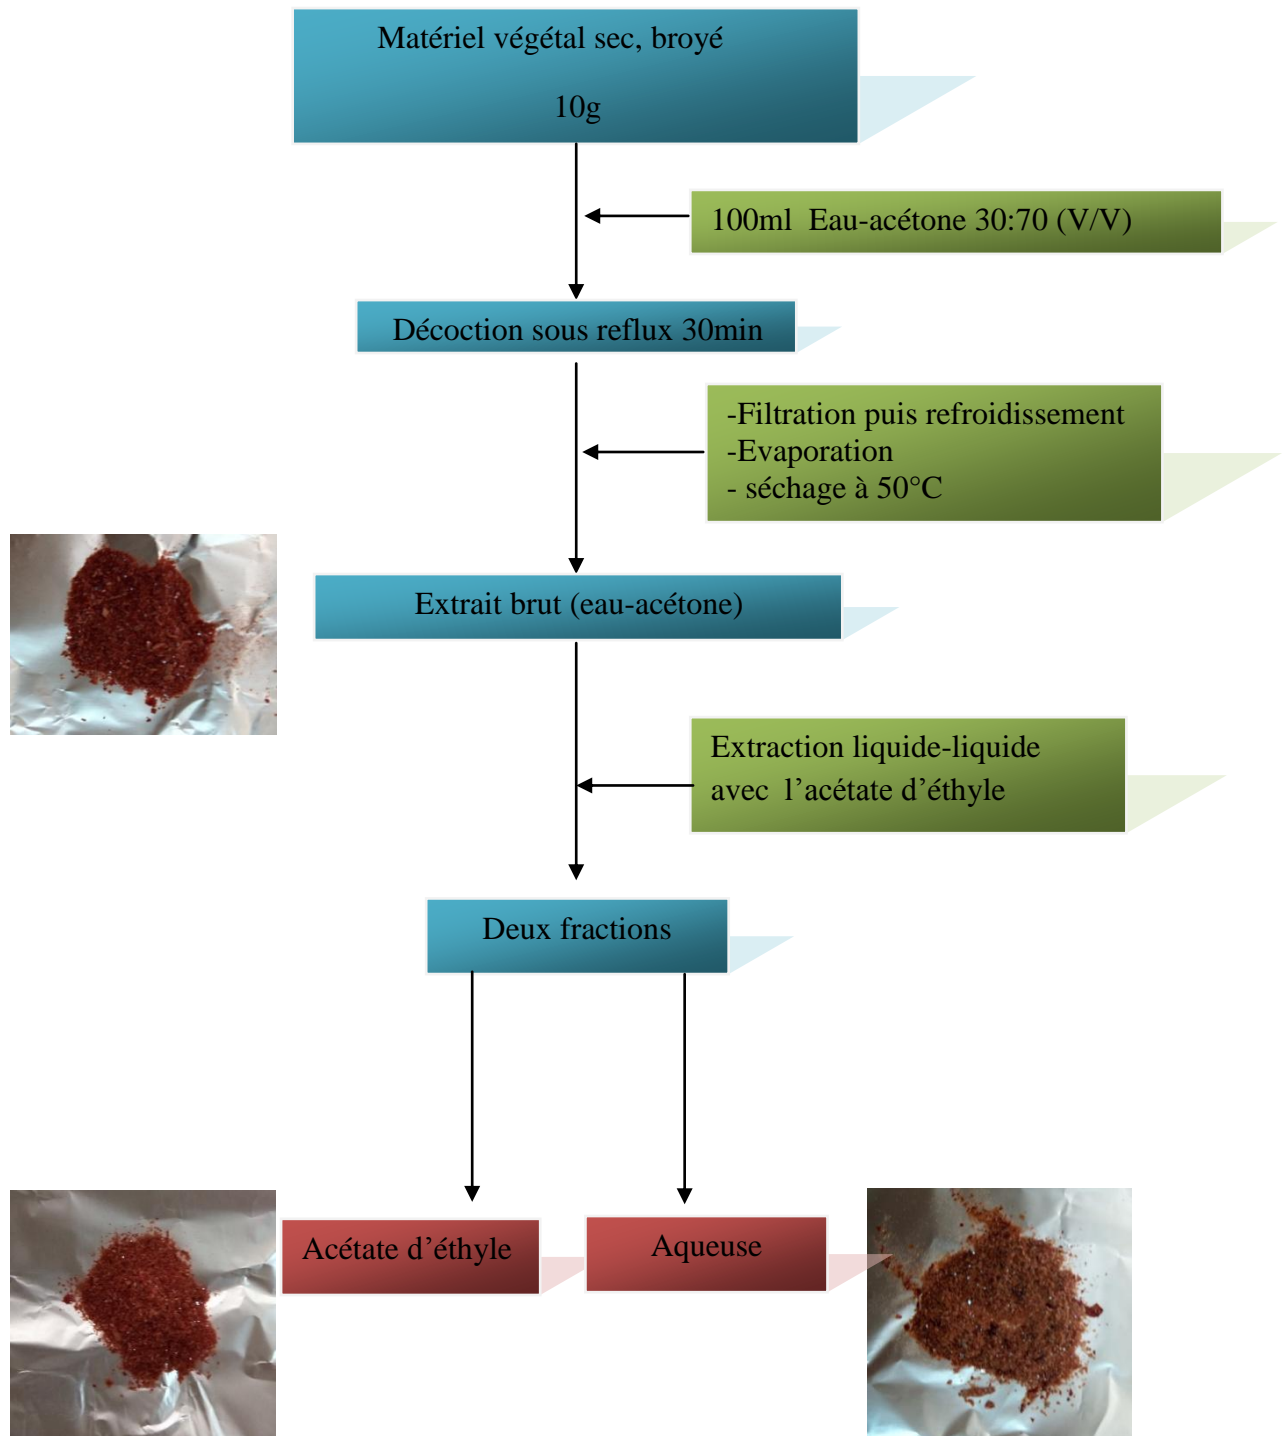 Matériel végétal sec, broyé
10g
100ml  Eau-acétone 30:70 (V/V)
Décoction sous reflux 30min
-Filtration puis refroidissement
-Evaporation
- séchage à 50°C
Extrait brut (eau-acétone)
Extraction liquide-liquide
avec  l’acétate d’éthyle
Deux fractions
Acétate d’éthyle
Aqueuse